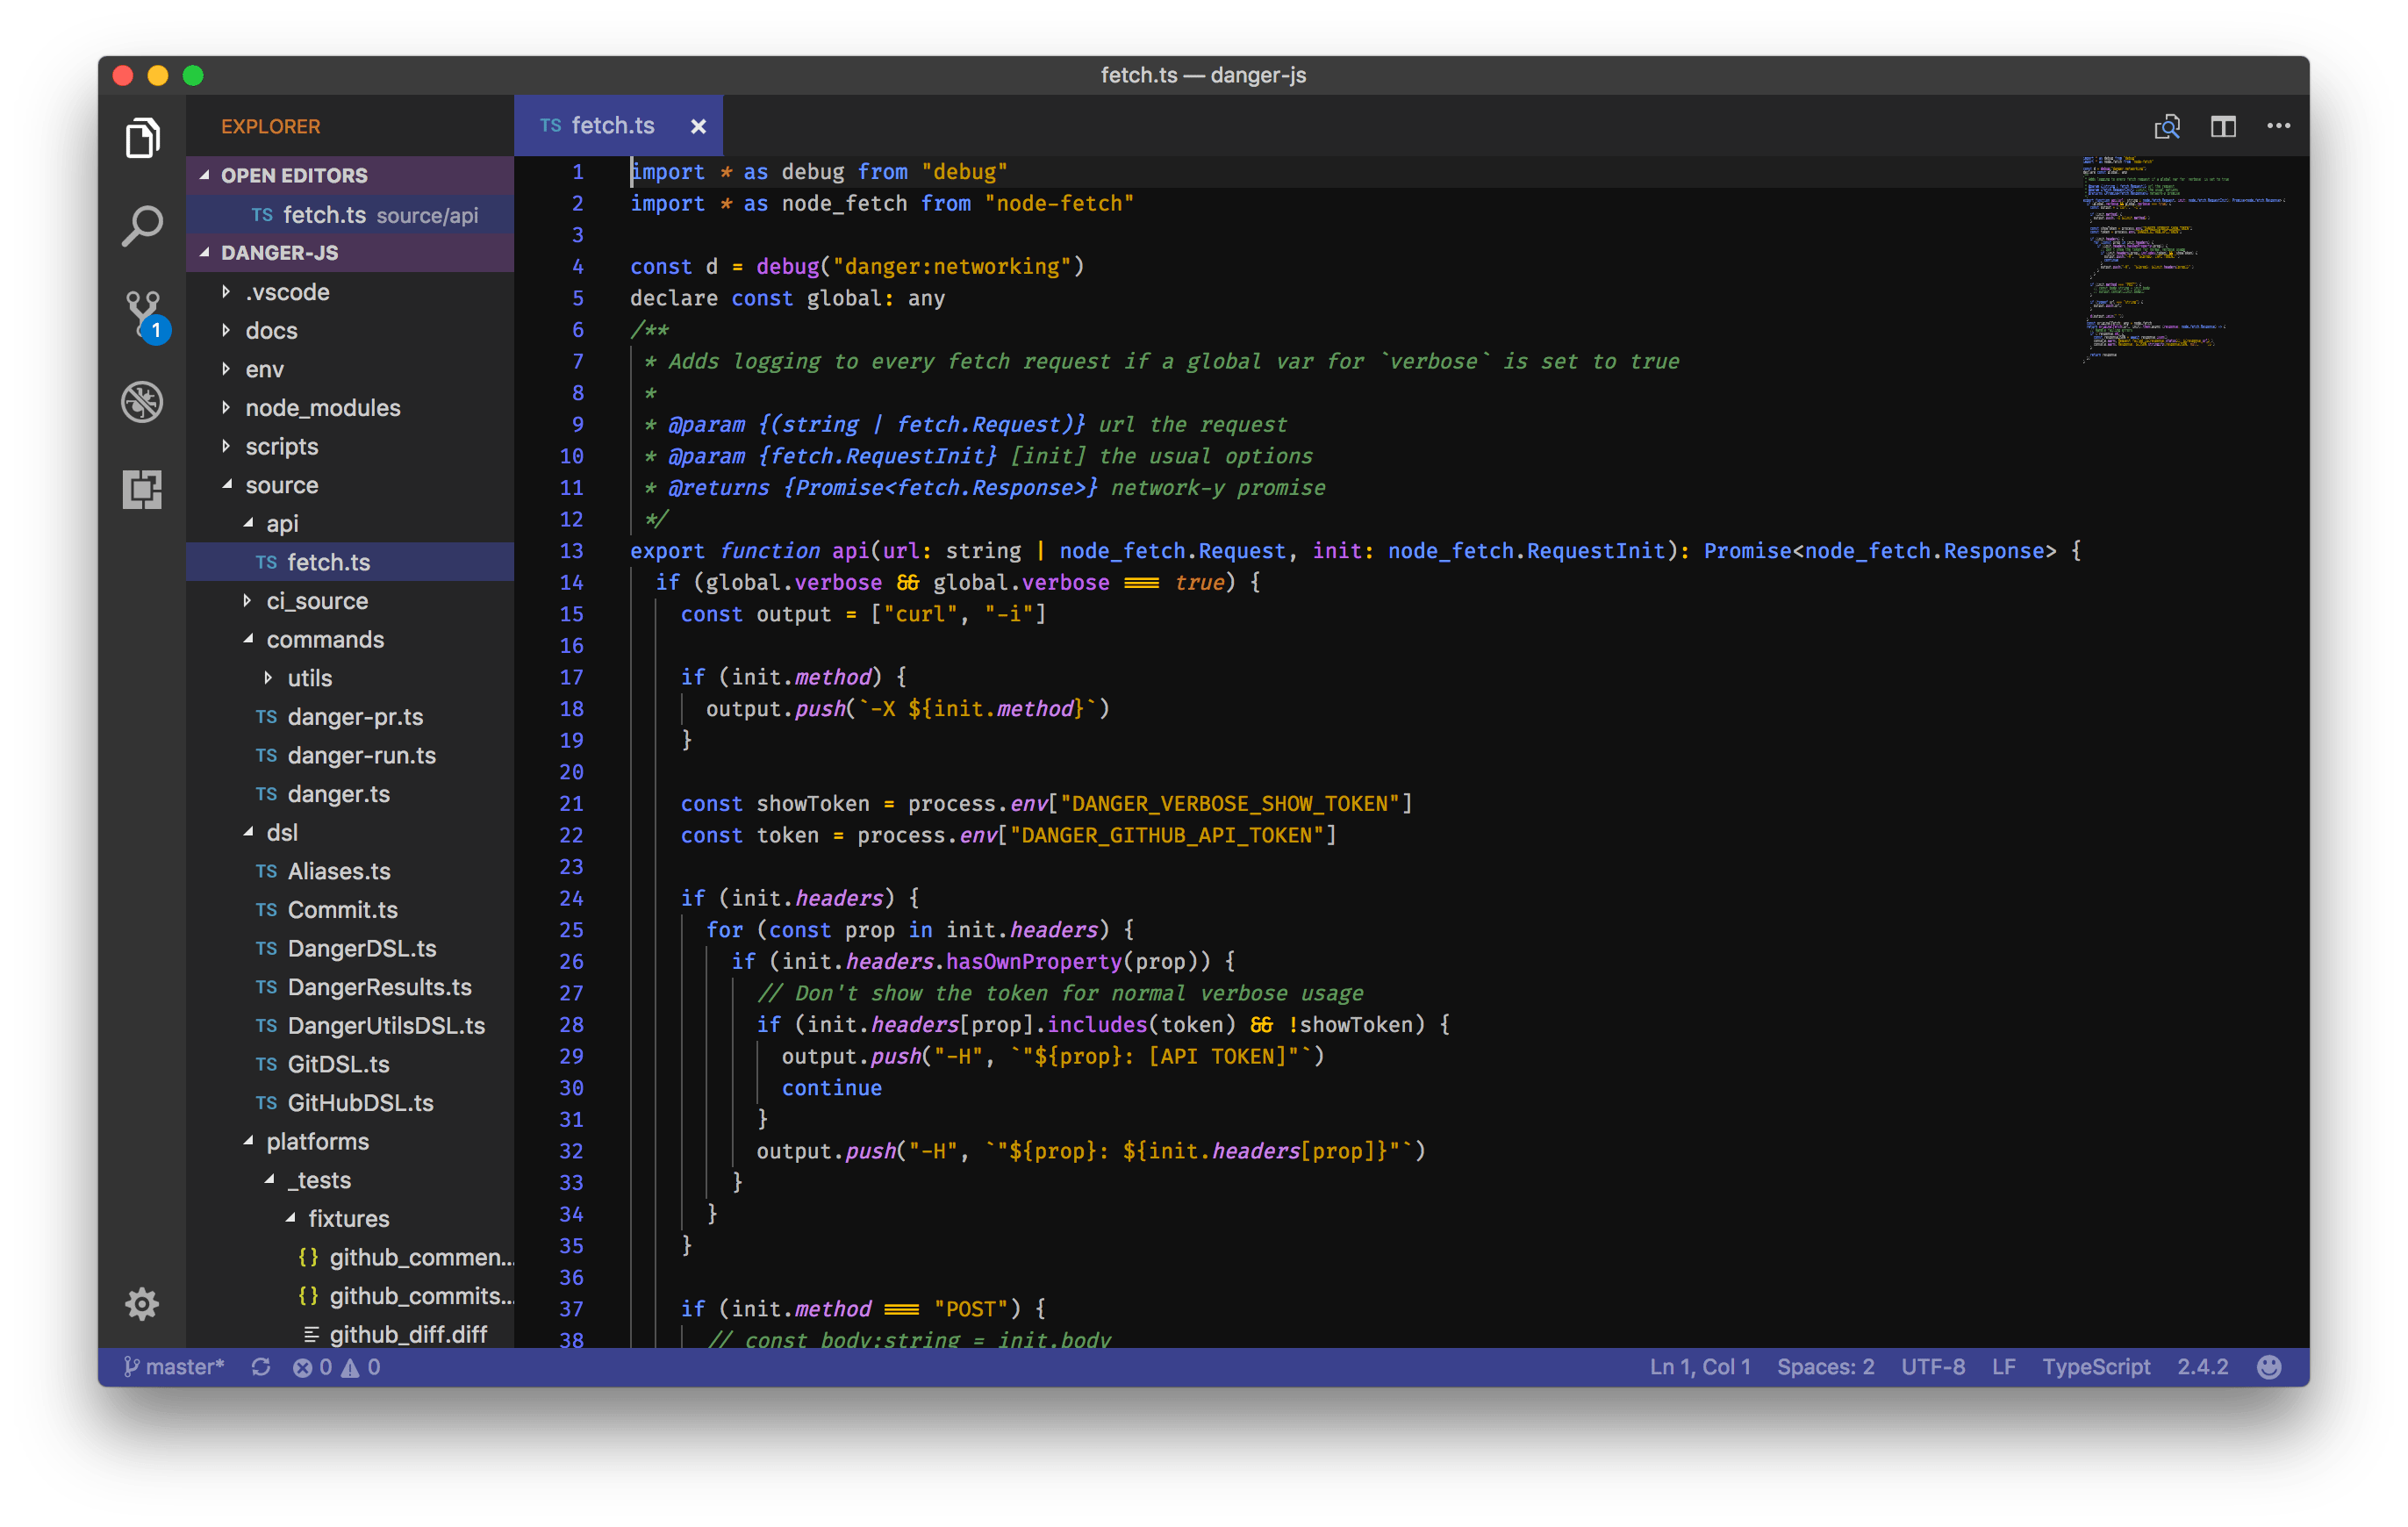 fetch.ts — danger-js
EXPLORER
OPEN EDITORS
TS fetch.ts source/api
DANGER-JS
.vscode
docs
env
node_modules
scripts
source
api
TS fetch.ts
ci_source
commands
utils
TS danger-pr.ts
TS danger-run.ts
TS danger.ts
dsl
TS Aliases.ts
TS Commit.ts
TS DangerDSL.ts
TS DangerResults.ts
TS DangerUtilsDSL.ts
TS GitDSL.ts
TS GitHubDSL.ts
platforms
_tests
fixtures
{} github_commen...
{} github_commits...
github_diff.diff
1
TS fetch.ts
1 import * as debug from "debug"
2 import * as node_fetch from "node-fetch"
3
4 const d = debug("danger:networking")
5 declare const global: any
6 /**
7  * Adds logging to every fetch request if a global var for `verbose` is set to true
8  *
9  * @param {(string | fetch.Request)} url the request
10  * @param {fetch.RequestInit} [init] the usual options
11  * @returns {Promise<fetch.Response>} network-y promise
12  */
13 export function api(url: string | node_fetch.Request, init: node_fetch.RequestInit): Promise<node_fetch.Response> {
14   if (global.verbose && global.verbose === true) {
15     const output = ["curl", "-i"]
16
17     if (init.method) {
18       output.push(`-X ${init.method}`)
19     }
20
21     const showToken = process.env["DANGER_VERBOSE_SHOW_TOKEN"]
22     const token = process.env["DANGER_GITHUB_API_TOKEN"]
23
24     if (init.headers) {
25       for (const prop in init.headers) {
26         if (init.headers.hasOwnProperty(prop)) {
27           // Don't show the token for normal verbose usage
28           if (init.headers[prop].includes(token) && !showToken) {
29             output.push("-H", `"${prop}: [API TOKEN]"`)
30             continue
31           }
32           output.push("-H", `"${prop}: ${init.headers[prop]}"`)
33         }
34       }
35     }
36
37     if (init.method === "POST") {
38       // const body:string = init.body
master* 0 0
Ln 1, Col 1 Spaces: 2 UTF-8 LF TypeScript 2.4.2